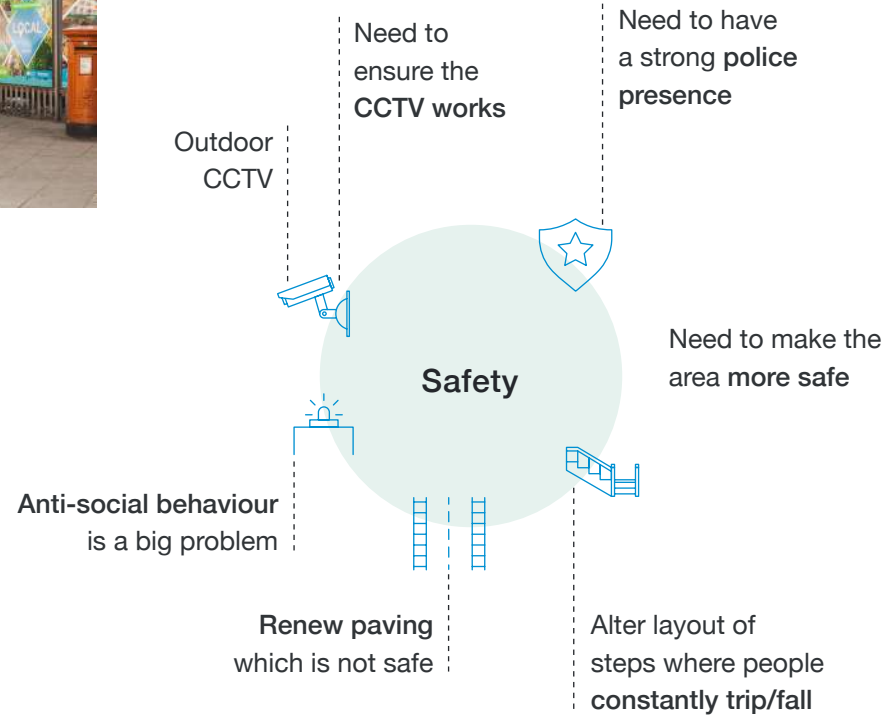 LOCAL
Need to
ensure the
CCTV works
Need to have
a strong police
presence
Outdoor
CCTV
Need to make the
area more safe
Safety
Anti-social behaviour
is a big problem
Renew paving
which is not safe
Alter layout of
steps where people
constantly trip/fall